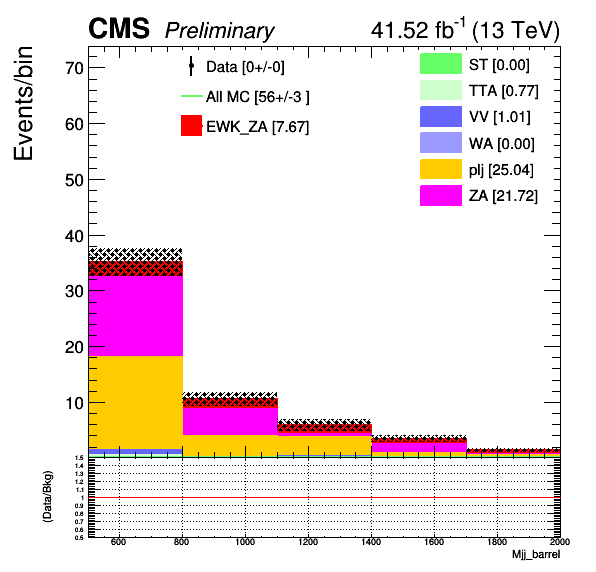 CMS Preliminary 41.52 fb-1 (13 TeV)
Events/bin
70
60
50
40
30
20
10
Data [0+/-0]
All MC [56+/-3 ]
EWK_ZA [7.67]
ST [0.00]
TTA [0.77]
VV [1.01]
WA [0.00]
plj [25.04]
ZA [21.72]
(Data/Bkg)
1.5
1.4
1.3
1.2
1.1
1
0.9
0.8
0.7
0.6
0.5
600 800 1000 1200 1400 1600 1800 2000
Mjj_barrel